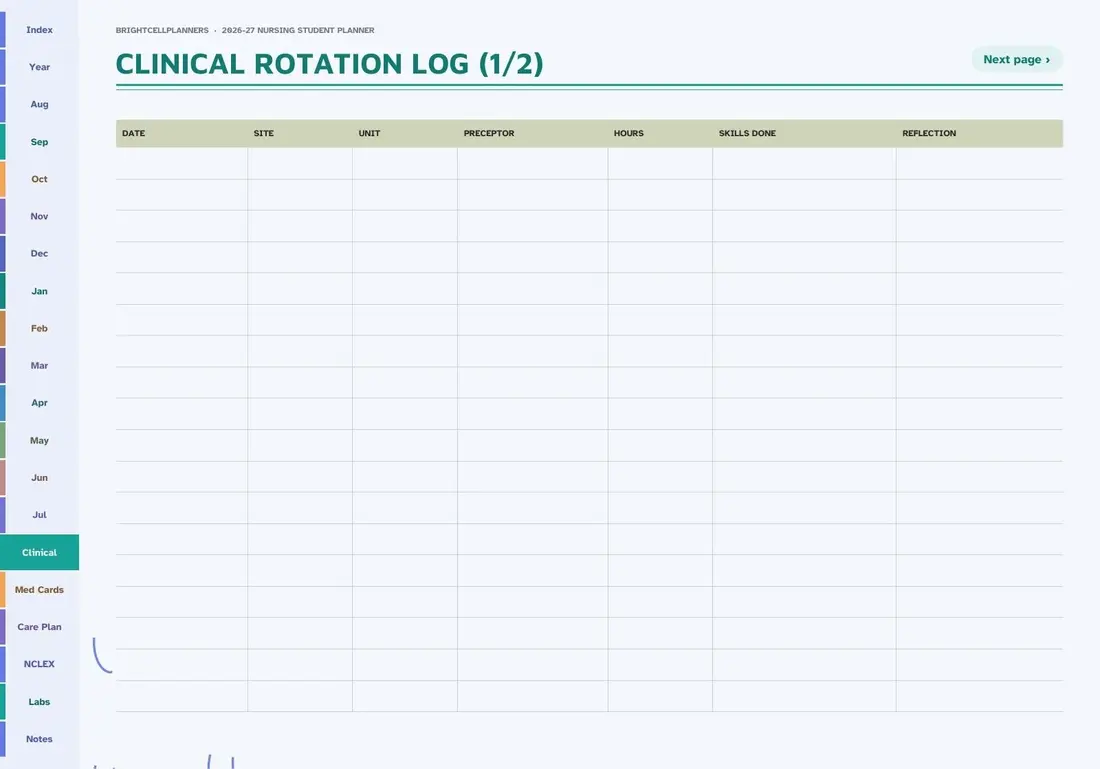 Index
Year
Aug
Sep
Oct
Nov
Dec
Jan
Feb
Mar
Apr
May
Jun
Jul
Clinical
Med Cards
Care Plan
NCLEX
Labs
Notes
BRIGHTCELLPLANNERS · 2026-27 NURSING STUDENT PLANNER
CLINICAL ROTATION LOG (1/2)
Next page ›
DATE SITE UNIT PRECEPTOR HOURS SKILLS DONE REFLECTION